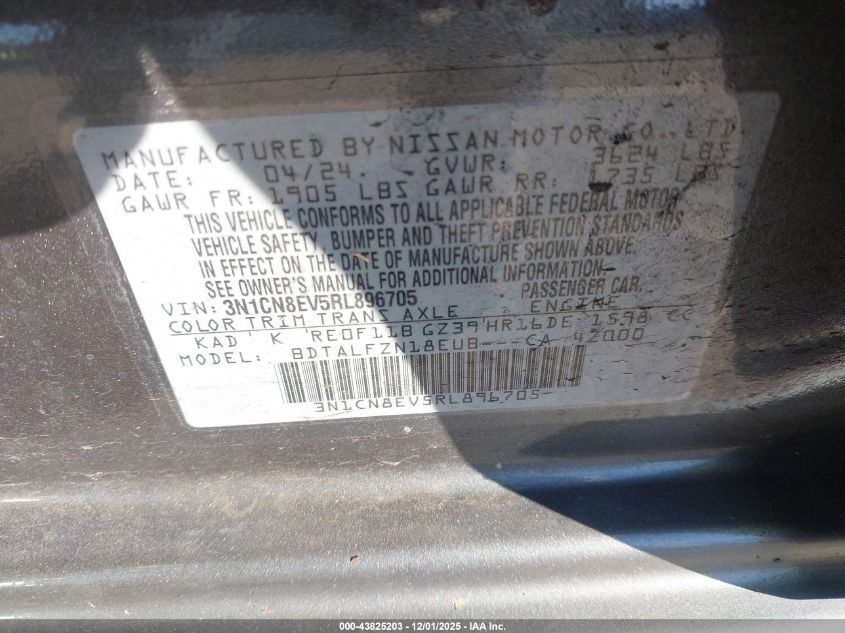 MANUFACTURED BY NISSAN MOTOR CO. LTD.
DATE: 04/24. GVWR: 3624 LBS
GAWR FR: 1905 LBS GAWR RR: 1735 LBS
THIS VEHICLE CONFORMS TO ALL APPLICABLE FEDERAL MOTOR
VEHICLE SAFETY, BUMPER AND THEFT PREVENTION STANDARDS
IN EFFECT ON THE DATE OF MANUFACTURE SHOWN ABOVE.
SEE OWNER'S MANUAL FOR ADDITIONAL INFORMATION.
VIN: 3N1CN8EV5RL896705 PASSENGER CAR.
COLOR TRIM TRANS AXLE ENGINE
KAD K RE0F11B GZ39 HR16DE 1598 CC
MODEL: BDTALFZN18EUB---CA 42000
3N1CN8EV5RL896705
000-43825203 - 12/01/2025 - IAA Inc.